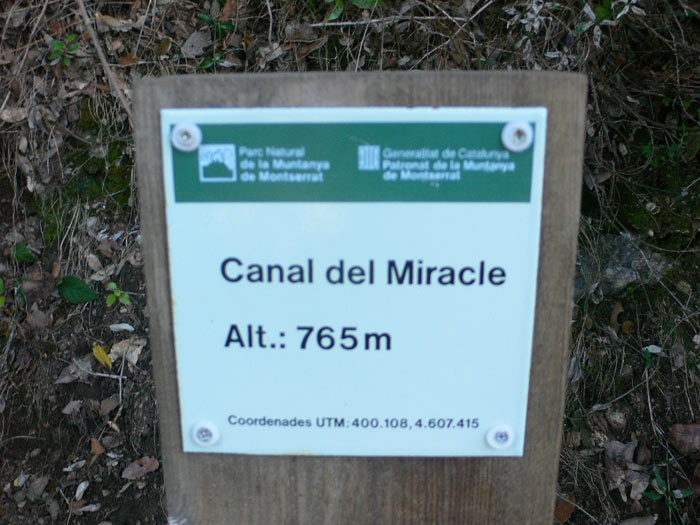 Parc Natural
de la Muntanya
de Montserrat
Generalitat de Catalunya
Patronat de la Muntanya
de Montserrat
Canal del Miracle
Alt.: 765m
Coordenades UTM: 400.108, 4.607.415